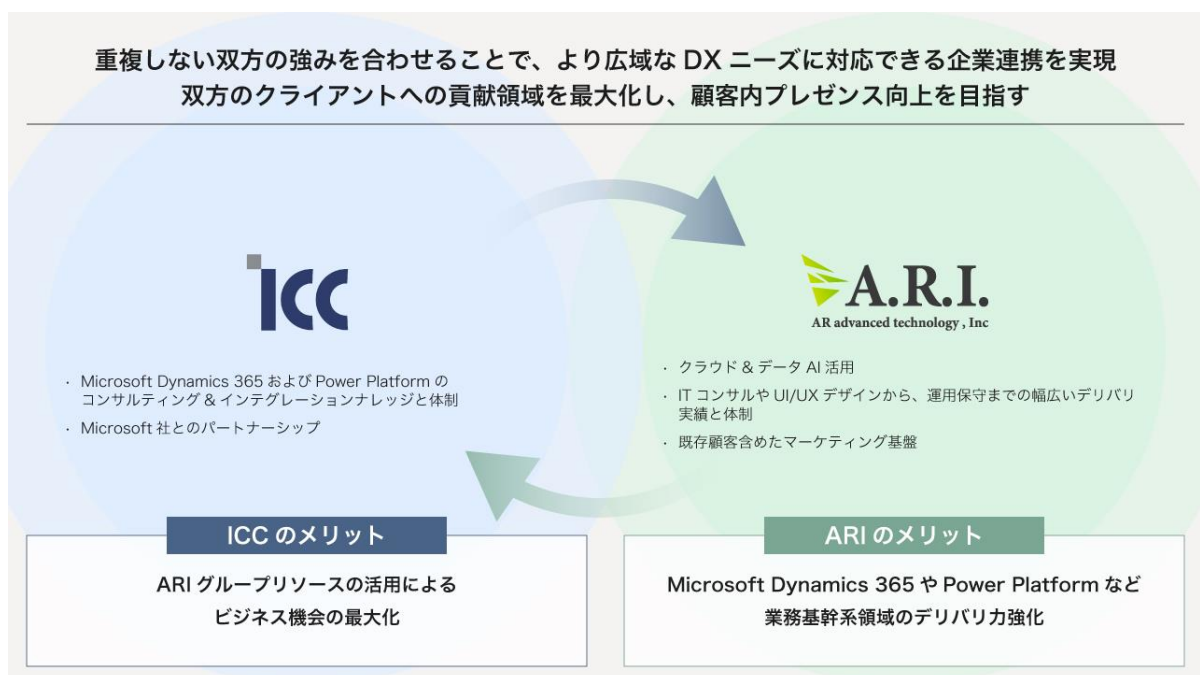 重複しない双方の強みを合わせることで、より広域な DX ニーズに対応できる企業連携を実現
双方のクライアントへの貢献領域を最大化し、顧客内プレゼンス向上を目指す
ICC
・ Microsoft Dynamics 365 および Power Platform の
コンサルティング & インテグレーションナレッジと体制
・ Microsoft 社とのパートナーシップ
A.R.I.
AR advanced technology , Inc
・ クラウド & データ AI 活用
・ IT コンサルや UI/UX デザインから、運用保守までの幅広いデリバリ
実績と体制
・ 既存顧客含めたマーケティング基盤
ICC のメリット
ARI グループリソースの活用による
ビジネス機会の最大化
ARI のメリット
Microsoft Dynamics 365 や Power Platform など
業務基幹系領域のデリバリ力強化